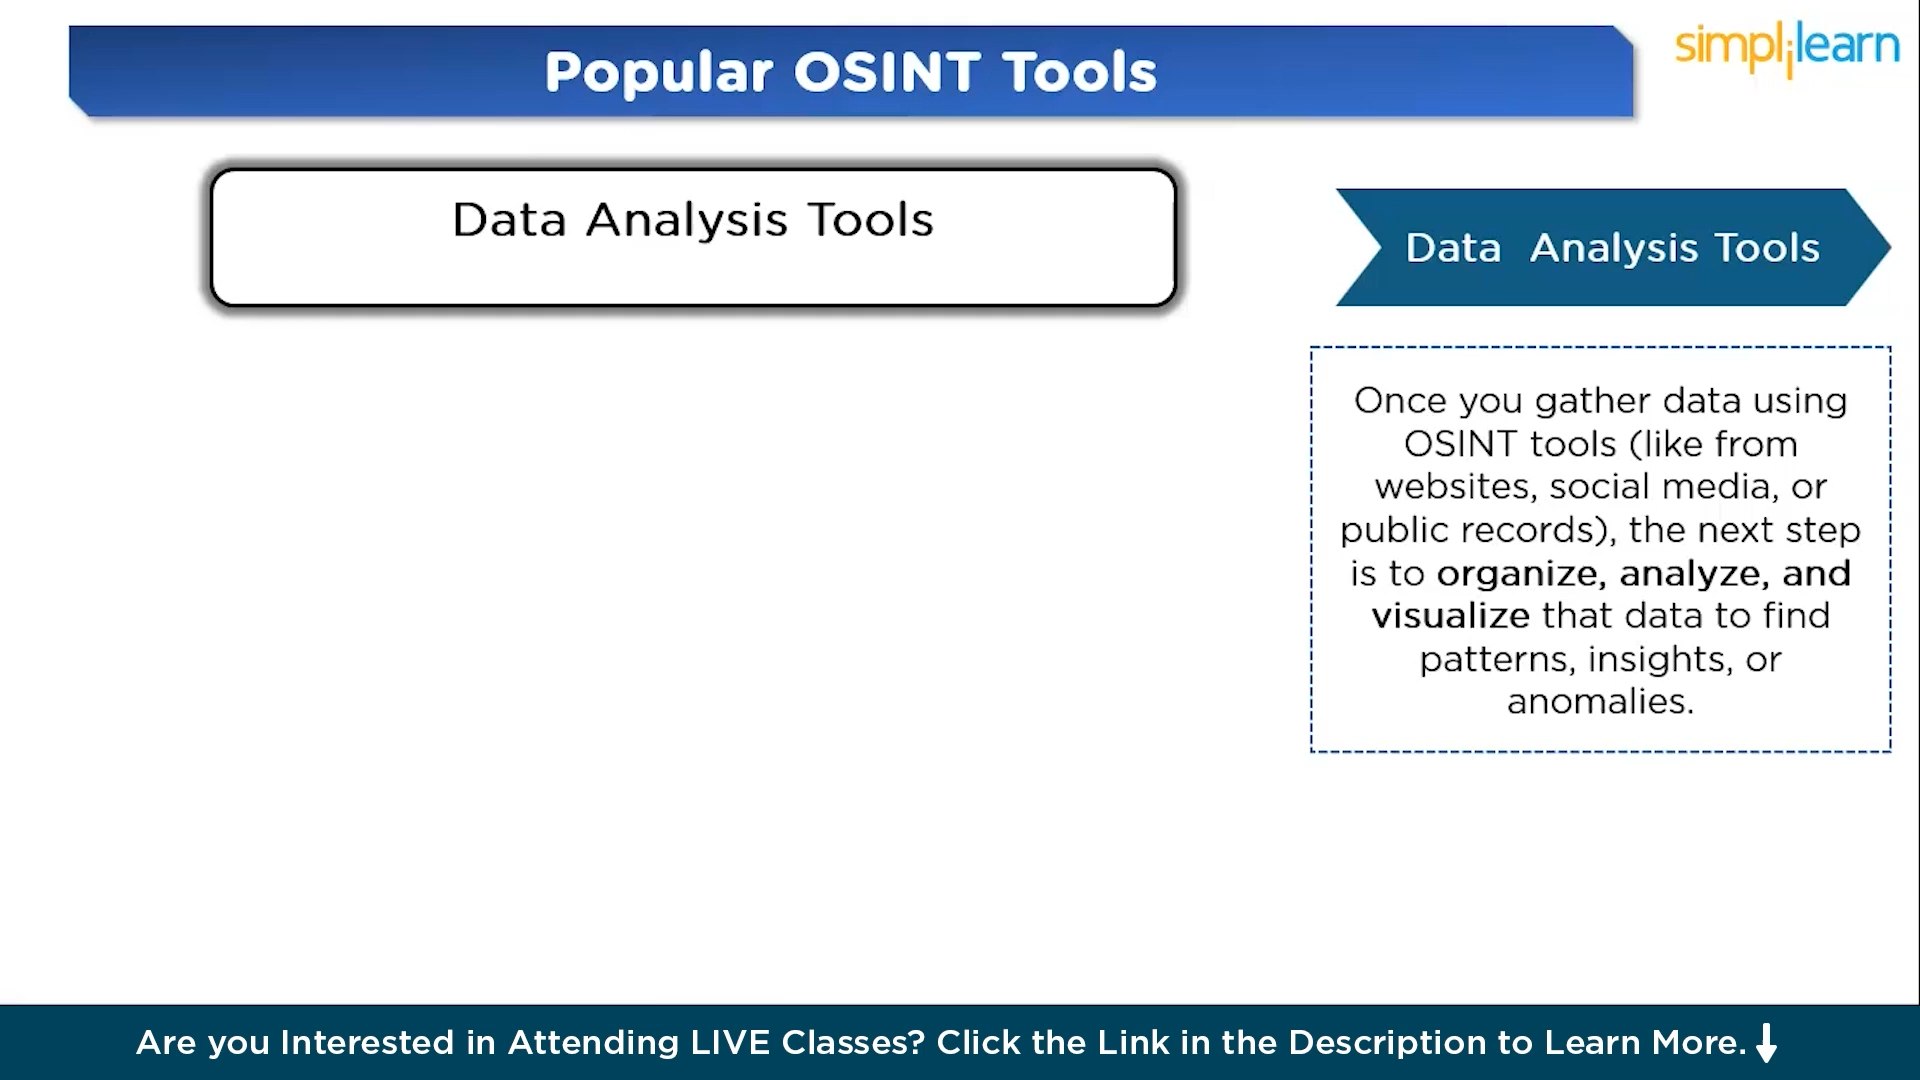 Popular OSINT Tools
simplilearn
Data Analysis Tools
Data Analysis Tools
Once you gather data using
OSINT tools (like from
websites, social media, or
public records), the next step
is to organize, analyze, and
visualize that data to find
patterns, insights, or
anomalies.
Are you Interested in Attending LIVE Classes? Click the Link in the Description to Learn More.